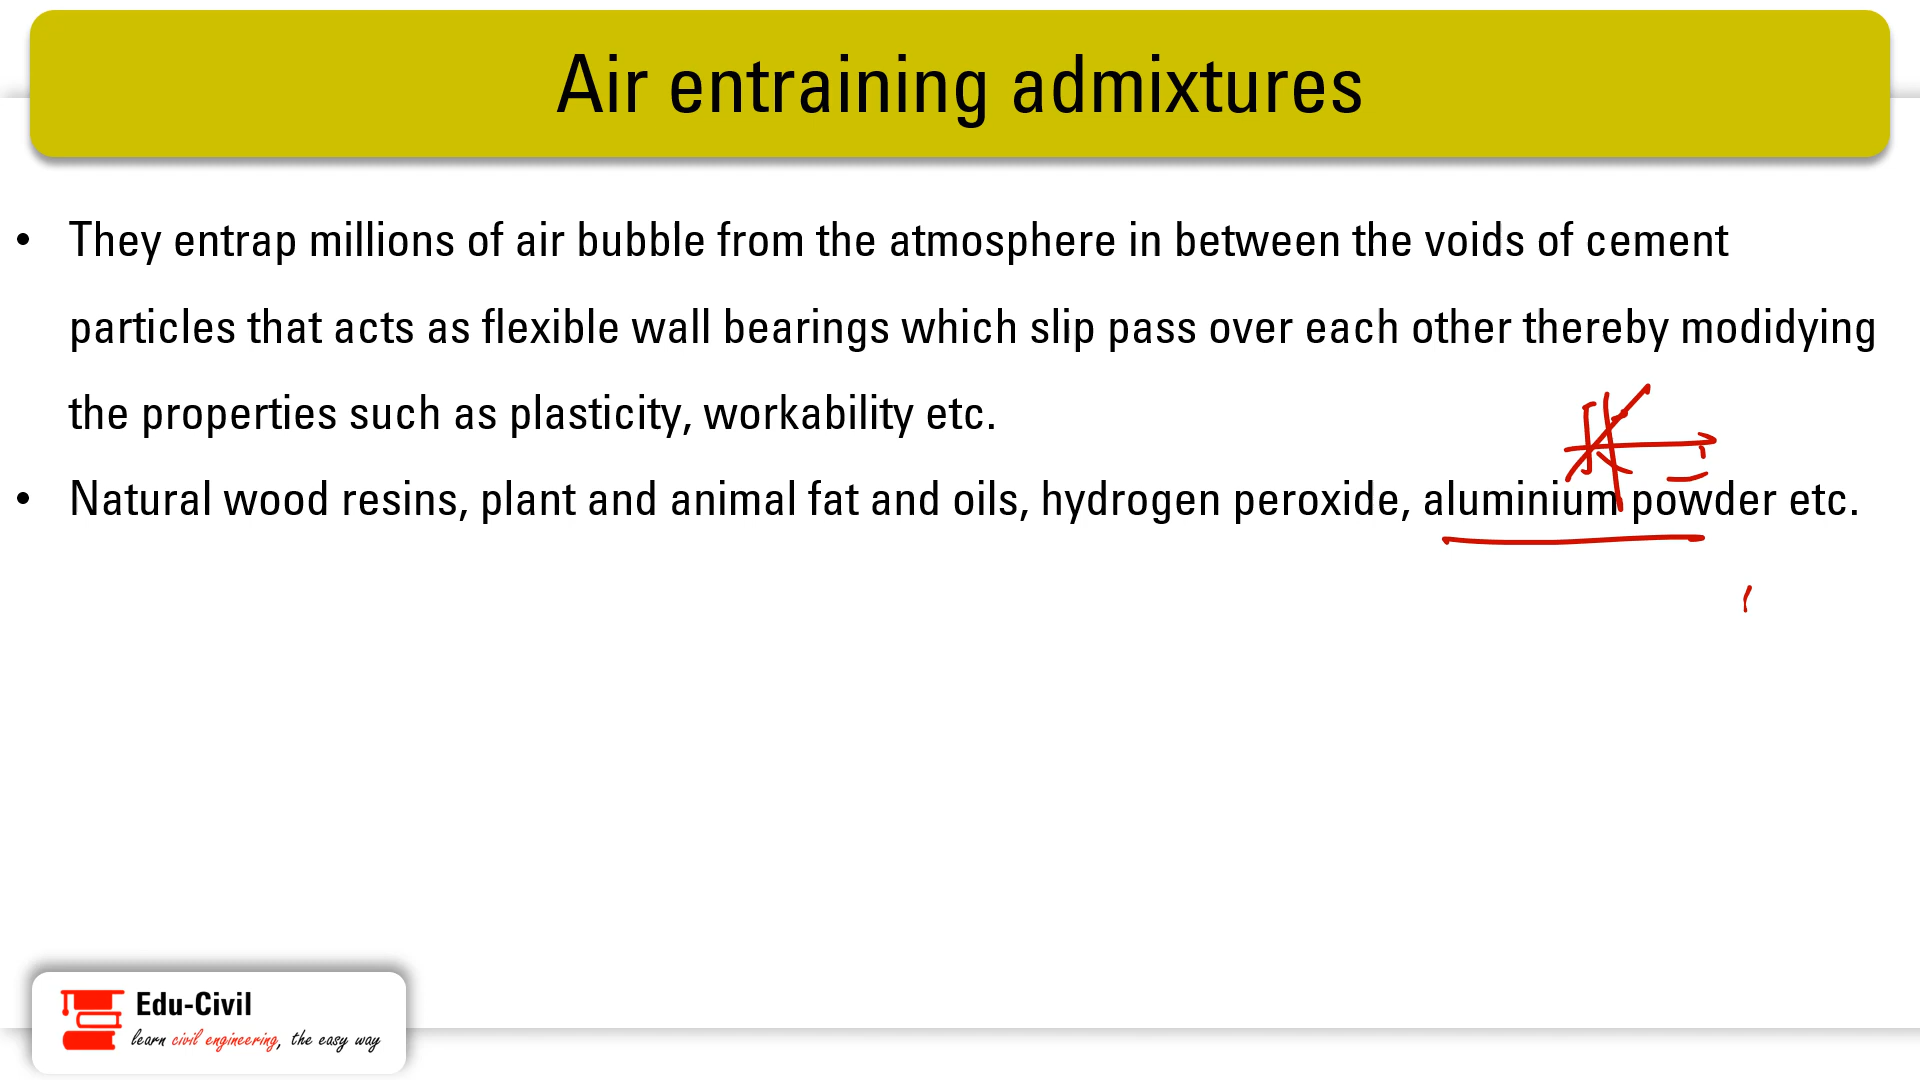 Air entraining admixtures
• They entrap millions of air bubble from the atmosphere in between the voids of cement
particles that acts as flexible wall bearings which slip pass over each other thereby modidying
the properties such as plasticity, workability etc.
• Natural wood resins, plant and animal fat and oils, hydrogen peroxide, aluminium powder etc.
Edu-Civil
learn civil engineering, the easy way